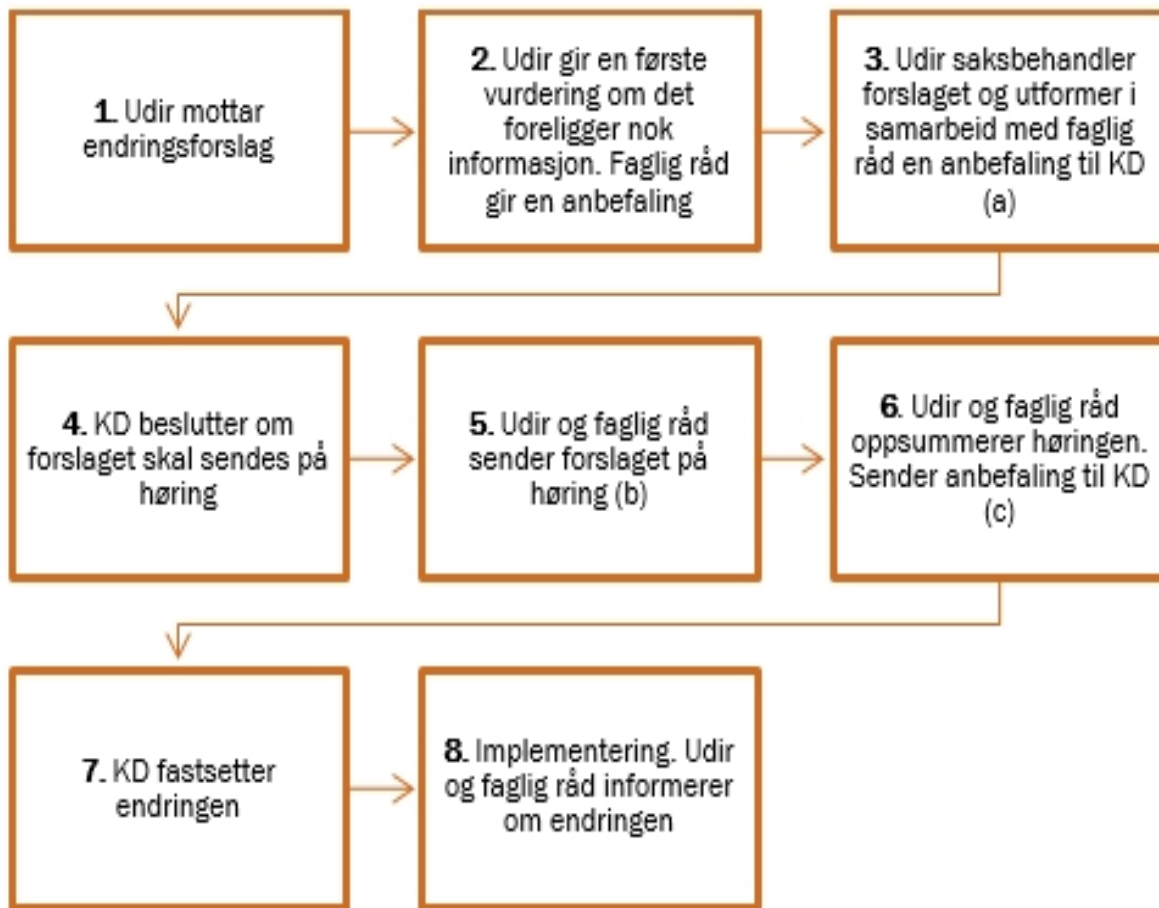 1. Udir mottar
endringsforslag
2. Udir gir en første
vurdering om det
foreligger nok
informasjon. Faglig råd
gir en anbefaling
3. Udir saksbehandler
forslaget og utformer i
samarbeid med faglig
råd en anbefaling til KD
(a)
4. KD beslutter om
forslaget skal sendes på
høring
5. Udir og faglig råd
sender forslaget på
høring (b)
6. Udir og faglig råd
oppsummerer høringen.
Sender anbefaling til KD
(c)
7. KD fastsetter
endringen
8. Implementering. Udir
og faglig råd informerer
om endringen